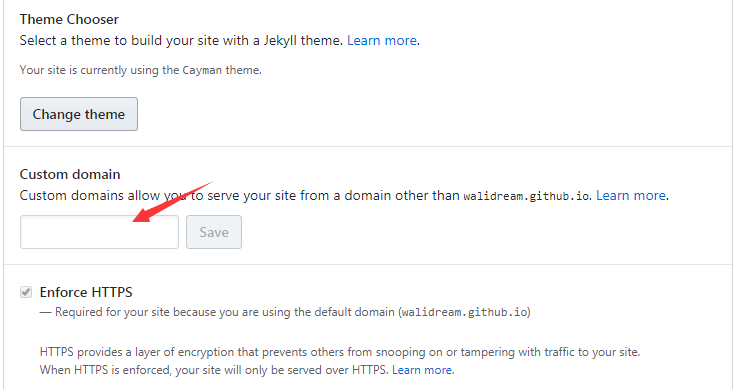 Theme Chooser
Select a theme to build your site with a Jekyll theme. Learn more.
Your site is currently using the Cayman theme.
Change theme
Custom domain
Custom domains allow you to serve your site from a domain other than walidream.github.io. Learn more.
Save
Enforce HTTPS
— Required for your site because you are using the default domain (walidream.github.io)
HTTPS provides a layer of encryption that prevents others from snooping on or tampering with traffic to your site.
When HTTPS is enforced, your site will only be served over HTTPS. Learn more.